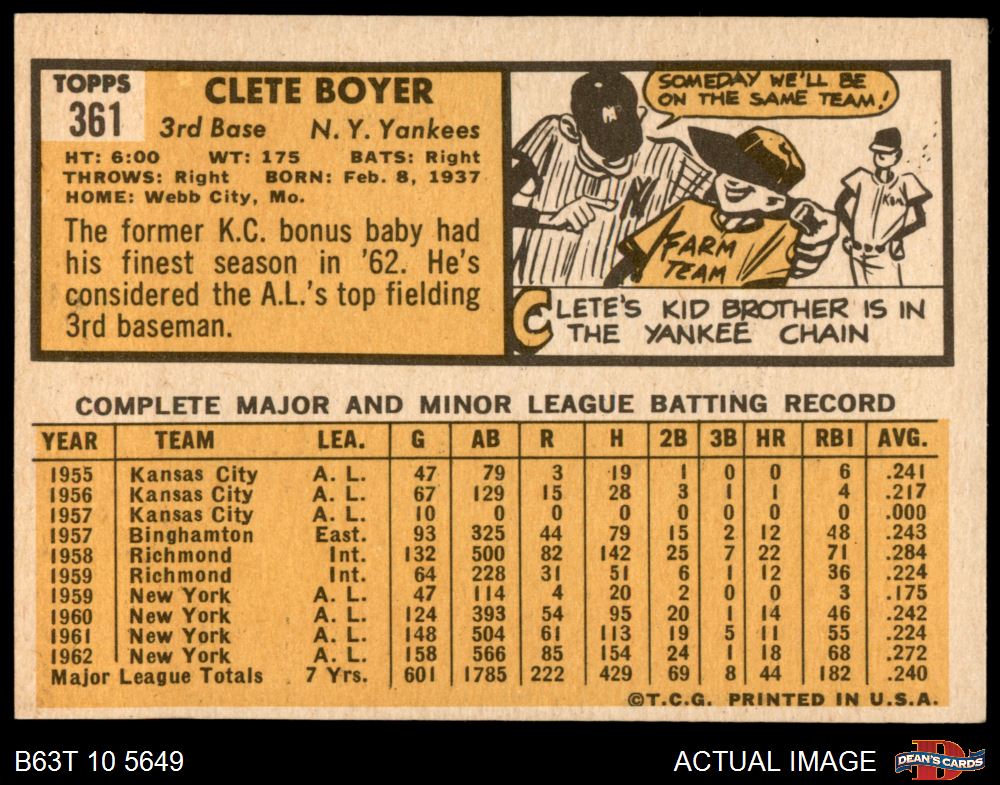 TOPPS
361
CLETE BOYER
3rd Base N. Y. Yankees
HT: 6:00 WT: 175 BATS: Right
THROWS: Right BORN: Feb. 8, 1937
HOME: Webb City, Mo.
The former K.C. bonus baby had
his finest season in '62. He's
considered the A.L.'s top fielding
3rd baseman.
SOMEDAY WE'LL BE
ON THE SAME TEAM!
FARM
TEAM
CLETE'S KID BROTHER IS IN
THE YANKEE CHAIN
COMPLETE MAJOR AND MINOR LEAGUE BATTING RECORD
YEAR TEAM LEA. G AB R H 2B 3B HR RBI AVG.
1955 Kansas City A. L. 47 79 3 19 1 0 0 6 .241
1956 Kansas City A. L. 67 129 15 28 3 1 1 4 .217
1957 Kansas City A. L. 10 0 0 0 0 0 0 0 .000
1957 Binghamton East. 93 325 44 79 15 2 12 48 .243
1958 Richmond Int. 132 500 82 142 25 7 22 71 .284
1959 Richmond Int. 64 228 31 51 6 1 12 36 .224
1959 New York A. L. 47 114 4 20 2 0 0 3 .175
1960 New York A. L. 124 393 54 95 20 1 14 46 .242
1961 New York A. L. 148 504 61 113 19 5 11 55 .224
1962 New York A. L. 158 566 85 154 24 1 18 68 .272
Major League Totals 7 Yrs. 601 1785 222 429 69 8 44 182 .240
©T.C.G. PRINTED IN U.S.A.
B63T 10 5649
ACTUAL IMAGE
DEAN'S CARDS